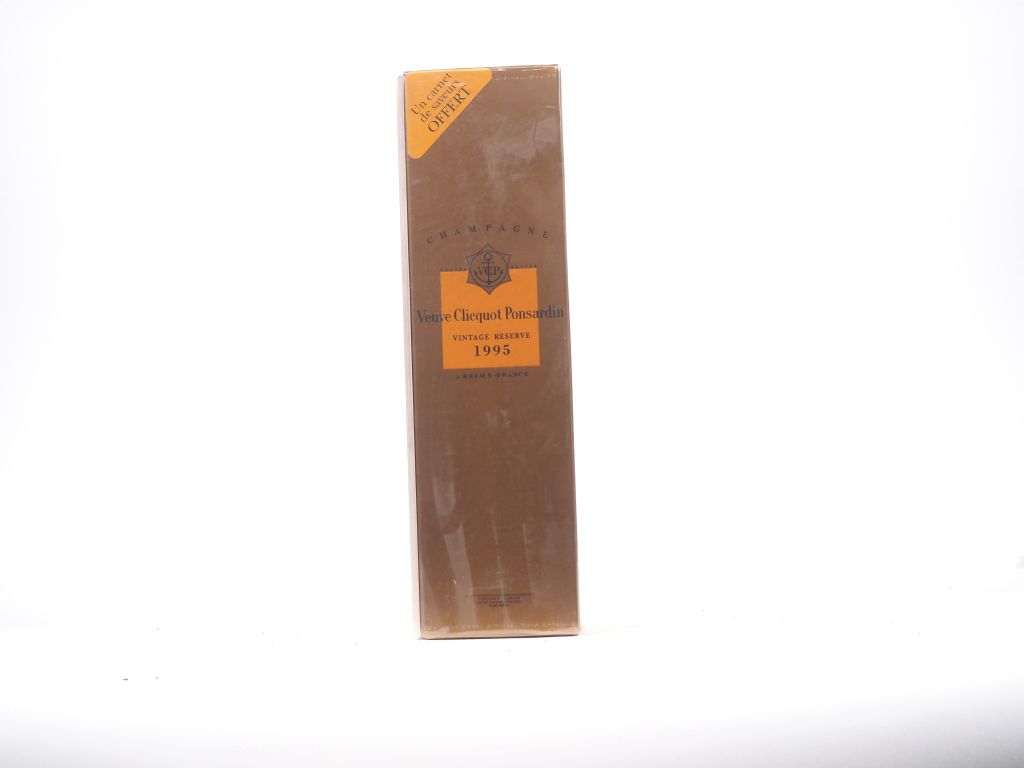 Un carnet
de saveurs
OFFERT
CHAMPAGNE
VCP
Veuve Clicquot Ponsardin
VINTAGE RESERVE
1995
A REIMS-FRANCE